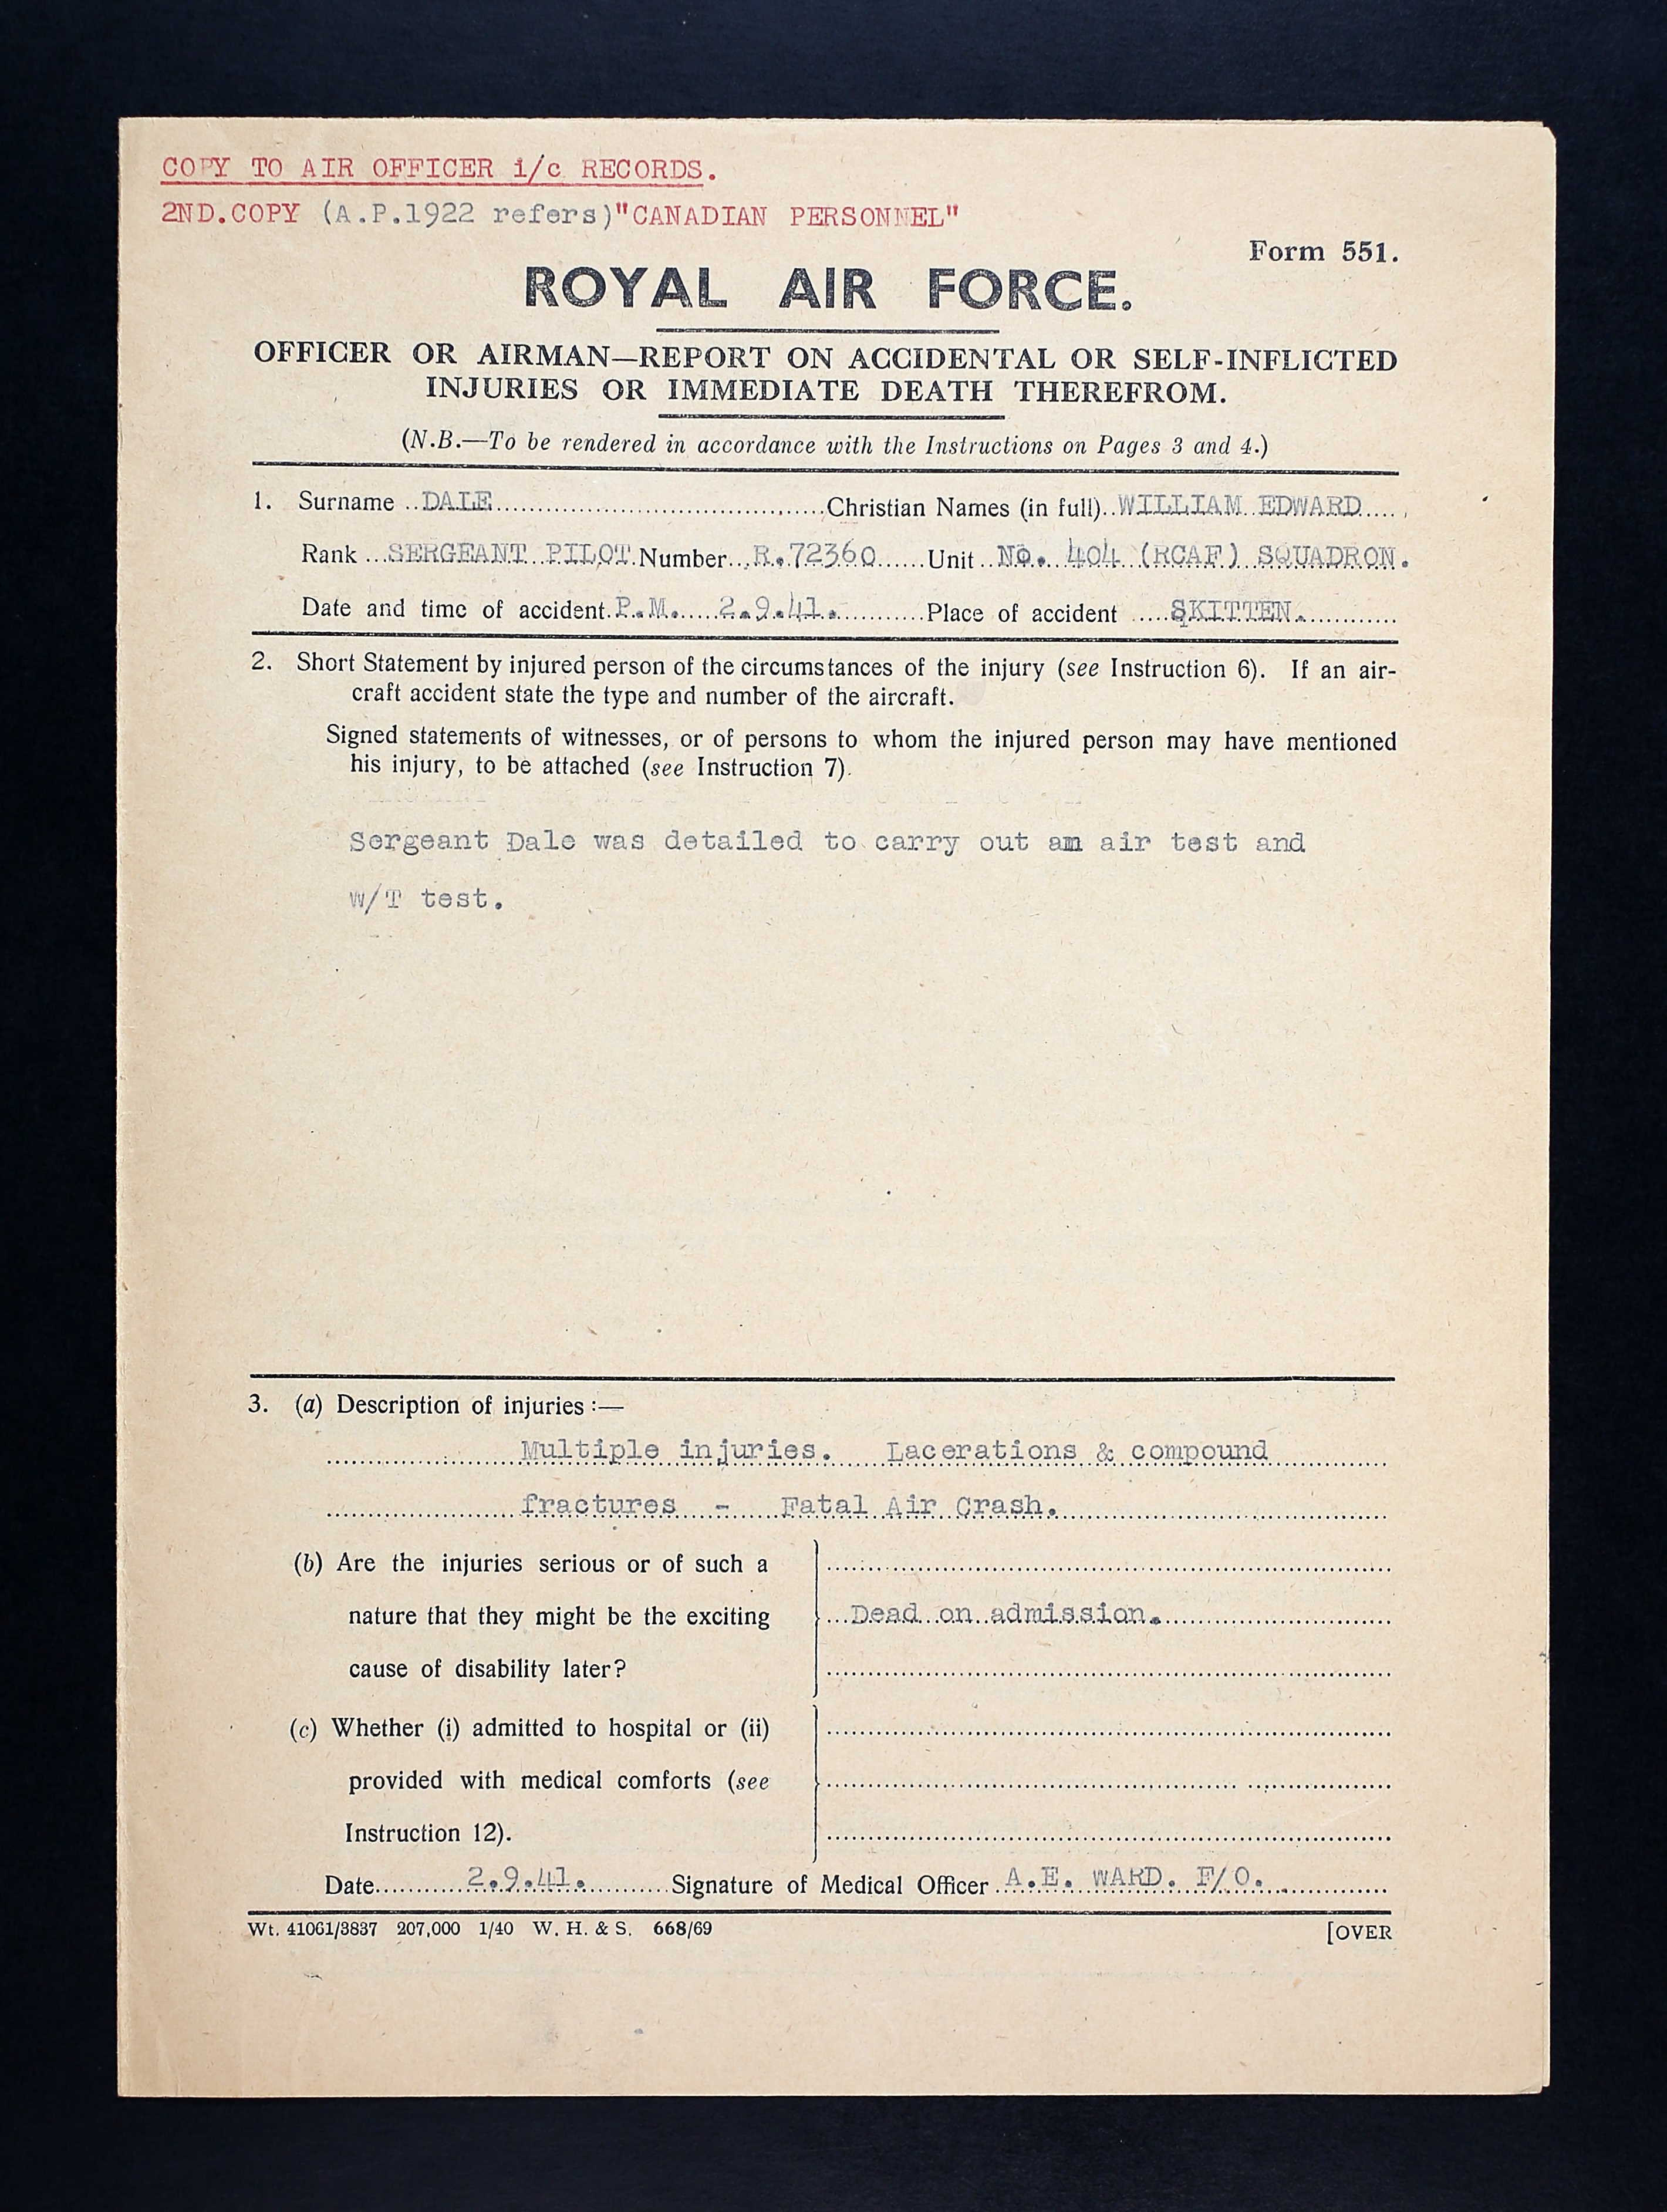 COPY TO AIR OFFICER i/c RECORDS.
2ND.COPY (A.P.1922 refers)"CANADIAN PERSONNEL"
Form 551.
ROYAL AIR FORCE.
OFFICER OR AIRMAN—REPORT ON ACCIDENTAL OR SELF-INFLICTED
INJURIES OR IMMEDIATE DEATH THEREFROM.
(N.B.—To be rendered in accordance with the Instructions on Pages 3 and 4.)
1. Surname DALE Christian Names (in full) WILLIAM EDWARD
Rank SERGEANT PILOT Number R.72360 Unit No. 404 (RCAF) SQUADRON.
Date and time of accident P.M. 2.9.41. Place of accident SKITTEN.
2. Short Statement by injured person of the circumstances of the injury (see Instruction 6). If an air-
craft accident state the type and number of the aircraft.
Signed statements of witnesses, or of persons to whom the injured person may have mentioned
his injury, to be attached (see Instruction 7).
Sergeant Dale was detailed to carry out an air test and
W/T test.
3. (a) Description of injuries :—
Multiple injuries. Lacerations & compound
fractures - Fatal Air Crash.
(b) Are the injuries serious or of such a
nature that they might be the exciting Dead on admission.
cause of disability later?
(c) Whether (i) admitted to hospital or (ii)
provided with medical comforts (see
Instruction 12).
Date 2.9.41. Signature of Medical Officer A.E. WARD. F/O.
Wt. 41061/3837 207,000 1/40 W. H. & S. 668/69 [OVER